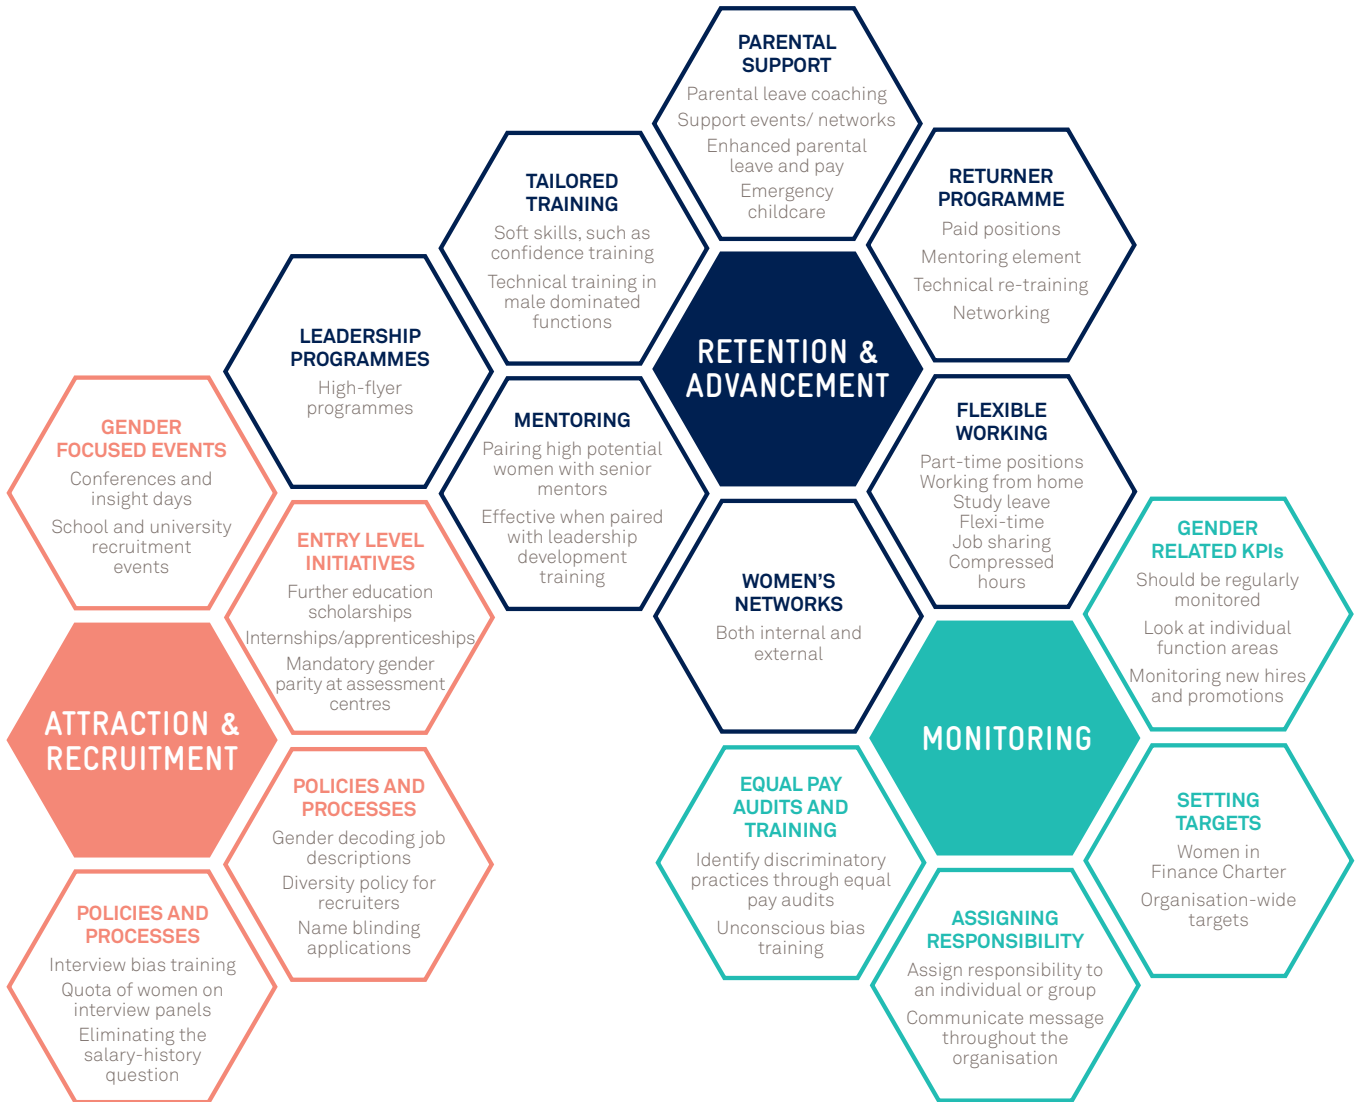 PARENTAL
SUPPORT
Parental leave coaching
Support events/ networks
Enhanced parental
leave and pay
Emergency
childcare
TAILORED
TRAINING
Soft skills, such as
confidence training
Technical training in
male dominated
functions
RETURNER
PROGRAMME
Paid positions
Mentoring element
Technical re-training
Networking
LEADERSHIP
PROGRAMMES
High-flyer
programmes
RETENTION &
ADVANCEMENT
MENTORING
Pairing high potential
women with senior
mentors
Effective when paired
with leadership
development
training
FLEXIBLE
WORKING
Part-time positions
Working from home
Study leave
Flexi-time
Job sharing
Compressed
hours
WOMEN'S
NETWORKS
Both internal and
external
GENDER
FOCUSED EVENTS
Conferences and
insight days
School and university
recruitment
events
ENTRY LEVEL
INITIATIVES
Further education
scholarships
Internships/apprenticeships
Mandatory gender
parity at assessment
centres
ATTRACTION &
RECRUITMENT
POLICIES AND
PROCESSES
Gender decoding job
descriptions
Diversity policy for
recruiters
Name blinding
applications
POLICIES AND
PROCESSES
Interview bias training
Quota of women on
interview panels
Eliminating the
salary-history
question
GENDER
RELATED KPIs
Should be regularly
monitored
Look at individual
function areas
Monitoring new hires
and promotions
MONITORING
EQUAL PAY
AUDITS AND
TRAINING
Identify discriminatory
practices through equal
pay audits
Unconscious bias
training
SETTING
TARGETS
Women in
Finance Charter
Organisation-wide
targets
ASSIGNING
RESPONSIBILITY
Assign responsibility to
an individual or group
Communicate message
throughout the
organisation